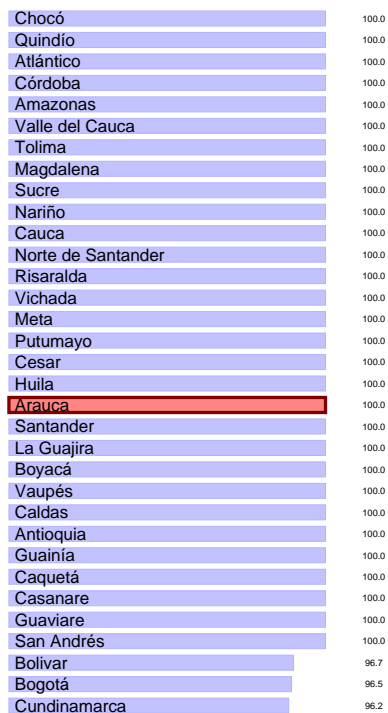 Chocó 100.0
Quindío 100.0
Atlántico 100.0
Córdoba 100.0
Amazonas 100.0
Valle del Cauca 100.0
Tolima 100.0
Magdalena 100.0
Sucre 100.0
Nariño 100.0
Cauca 100.0
Norte de Santander 100.0
Risaralda 100.0
Vichada 100.0
Meta 100.0
Putumayo 100.0
Cesar 100.0
Huila 100.0
Arauca 100.0
Santander 100.0
La Guajira 100.0
Boyacá 100.0
Vaupés 100.0
Caldas 100.0
Antioquia 100.0
Guainía 100.0
Caquetá 100.0
Casanare 100.0
Guaviare 100.0
San Andrés 100.0
Bolivar 96.7
Bogotá 96.5
Cundinamarca 96.2